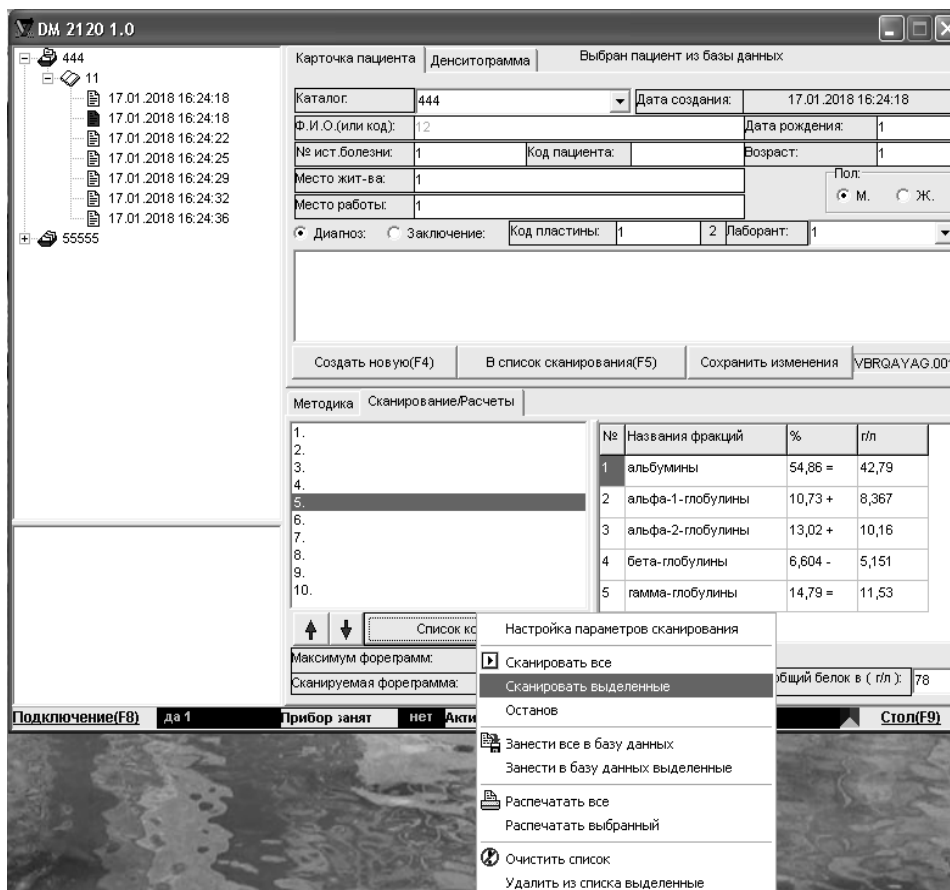 DM 2120 1.0
444
11
17.01.2018 16:24:18
17.01.2018 16:24:18
17.01.2018 16:24:22
17.01.2018 16:24:25
17.01.2018 16:24:29
17.01.2018 16:24:32
17.01.2018 16:24:36
55555
Карточка пациента Денситограмма Выбран пациент из базы данных
Каталог: 444 Дата создания: 17.01.2018 16:24:18
Ф.И.О.(или код): 12 Дата рождения: 1
№ ист.болезни: 1 Код пациента: Возраст: 1
Место жит-ва: 1 Пол:
М. Ж.
Место работы: 1
Диагноз: Заключение: Код пластины: 1 2 Лаборант: 1
Создать новую(F4) В список сканирования(F5) Сохранить изменения VBRQAYAG.00
Методика Сканирование/Расчеты
1.
2.
3.
4.
5.
6.
7.
8.
9.
10.
№ Названия фракций % г/л
1 альбумины 54,86 = 42,79
2 альфа-1-глобулины 10,73 + 8,367
3 альфа-2-глобулины 13,02 + 10,16
4 бета-глобулины 6,604 - 5,151
5 гамма-глобулины 14,79 = 11,53
Список
Максимум фореграмм:
Сканируемая фореграмма: общий белок в ( г/л ): 78
Подключение(F8) да 1 Прибор занят нет Акти Стол(F9)
Настройка параметров сканирования
Сканировать все
Сканировать выделенные
Останов
Занести все в базу данных
Занести в базу данных выделенные
Распечатать все
Распечатать выбранный
Очистить список
Удалить из списка выделенные